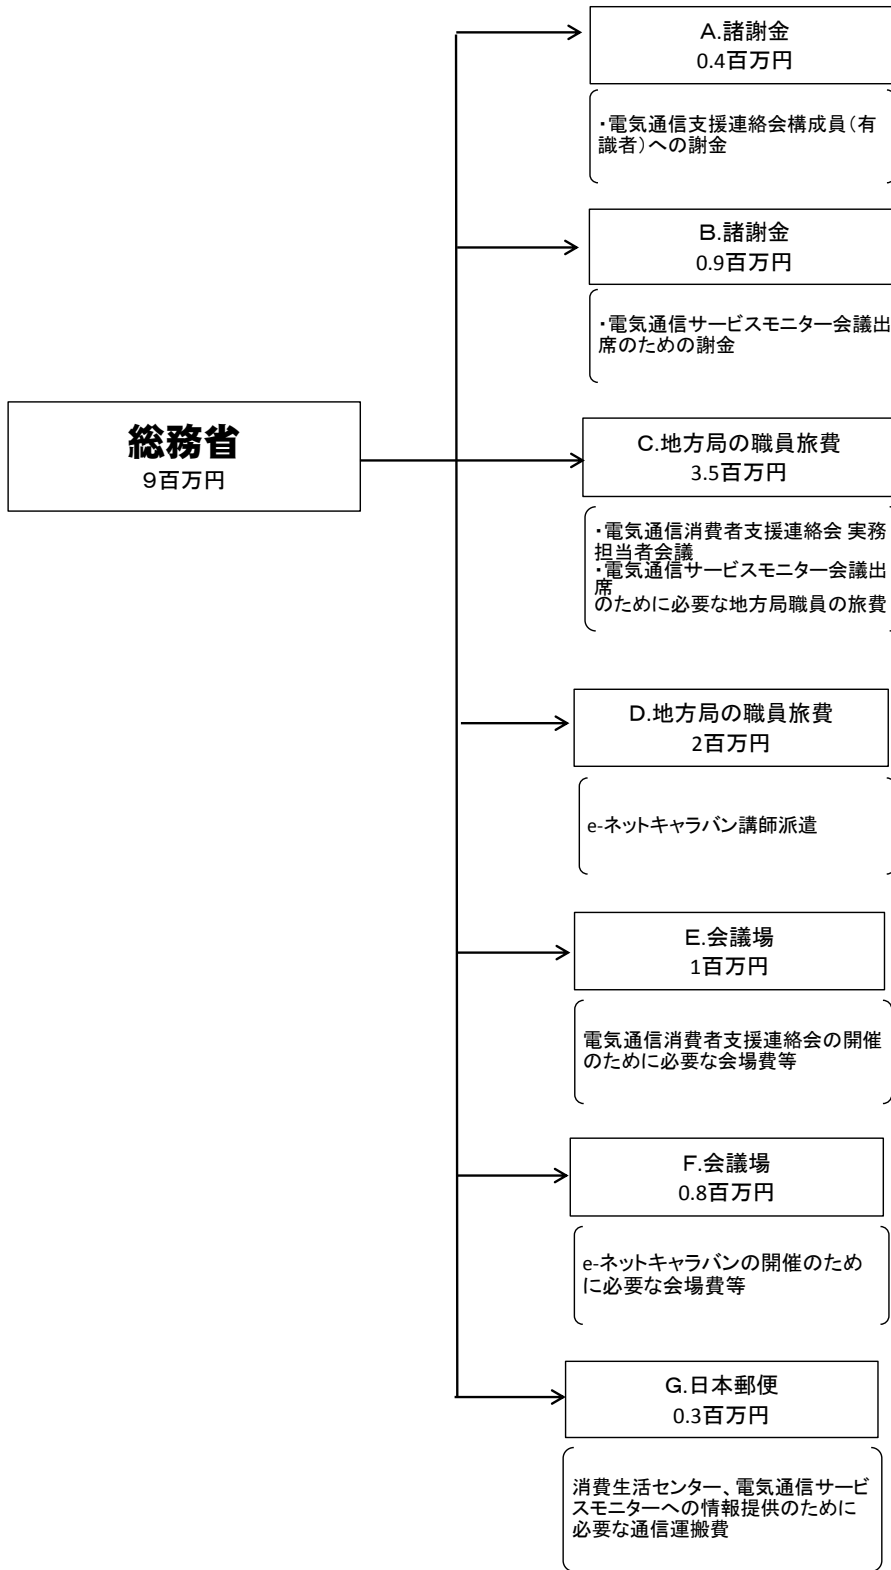 A.諸謝金
0.4百万円
・電気通信支援連絡会構成員(有
識者)への謝金
B.諸謝金
0.9百万円
・電気通信サービスモニター会議出
席のための謝金
総務省
9百万円
C.地方局の職員旅費
3.5百万円
・電気通信消費者支援連絡会 実務
担当者会議
・電気通信サービスモニター会議出
席
のために必要な地方局職員の旅費
D.地方局の職員旅費
2百万円
e-ネットキャラバン講師派遣
E.会議場
1百万円
電気通信消費者支援連絡会の開催
のために必要な会場費等
F.会議場
0.8百万円
e-ネットキャラバンの開催のため
に必要な会場費等
G.日本郵便
0.3百万円
消費生活センター、電気通信サービ
スモニターへの情報提供のために
必要な通信運搬費